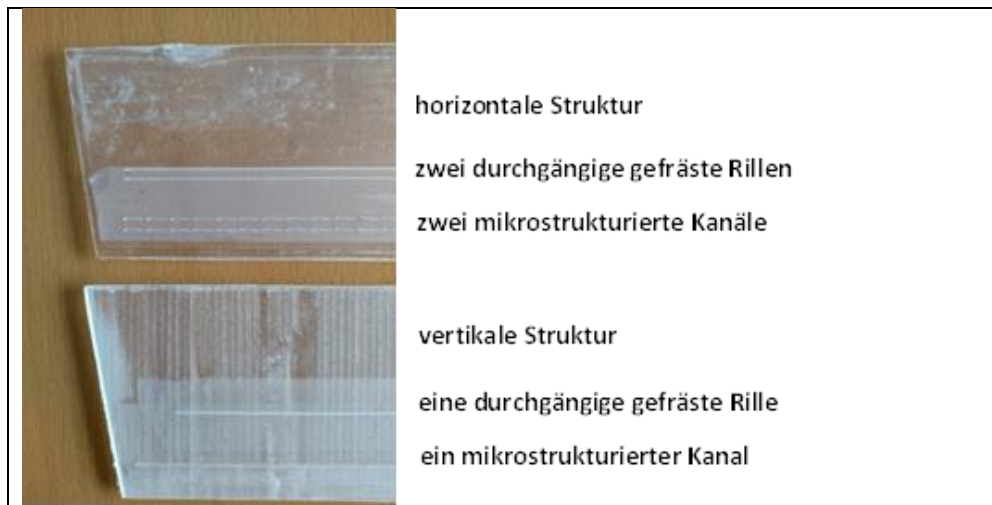 horizontale Struktur
zwei durchgängige gefräste Rillen
zwei mikrostrukturierte Kanäle
vertikale Struktur
eine durchgängige gefräste Rille
ein mikrostrukturierter Kanal